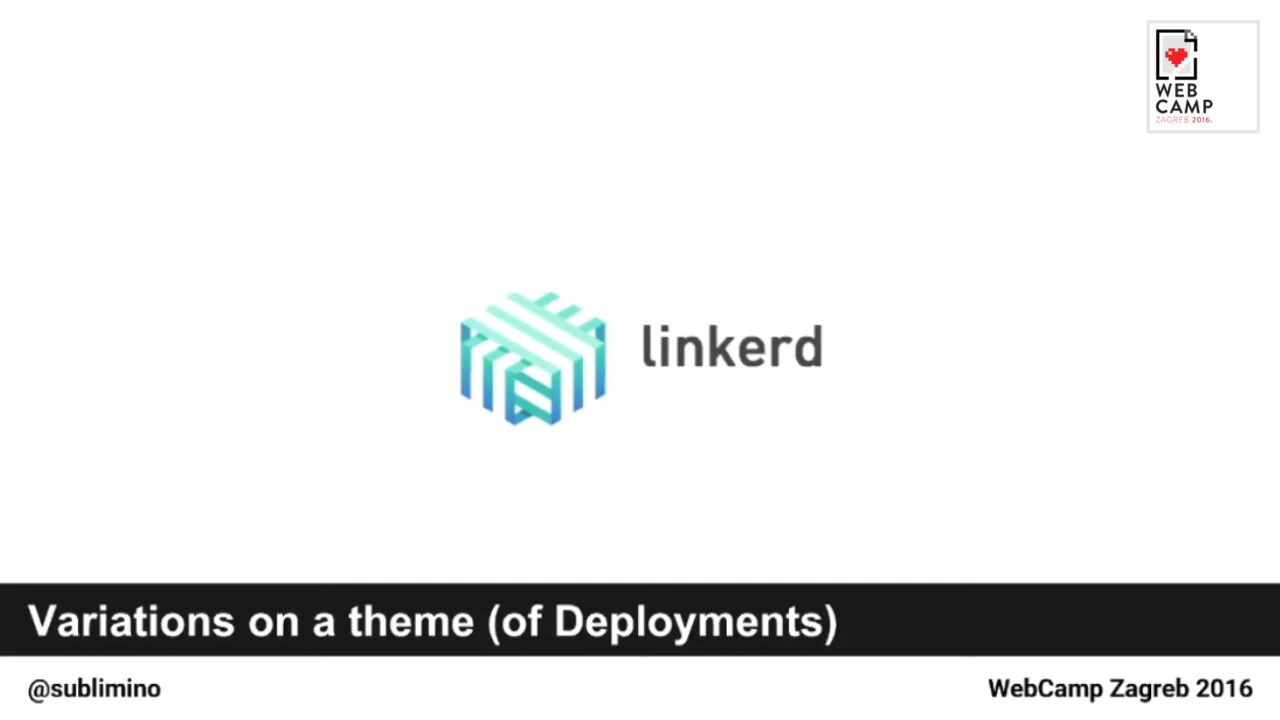 WEB
CAMP
ZAGREB 2016.
linkerd
Variations on a theme (of Deployments)
@sublimino
WebCamp Zagreb 2016